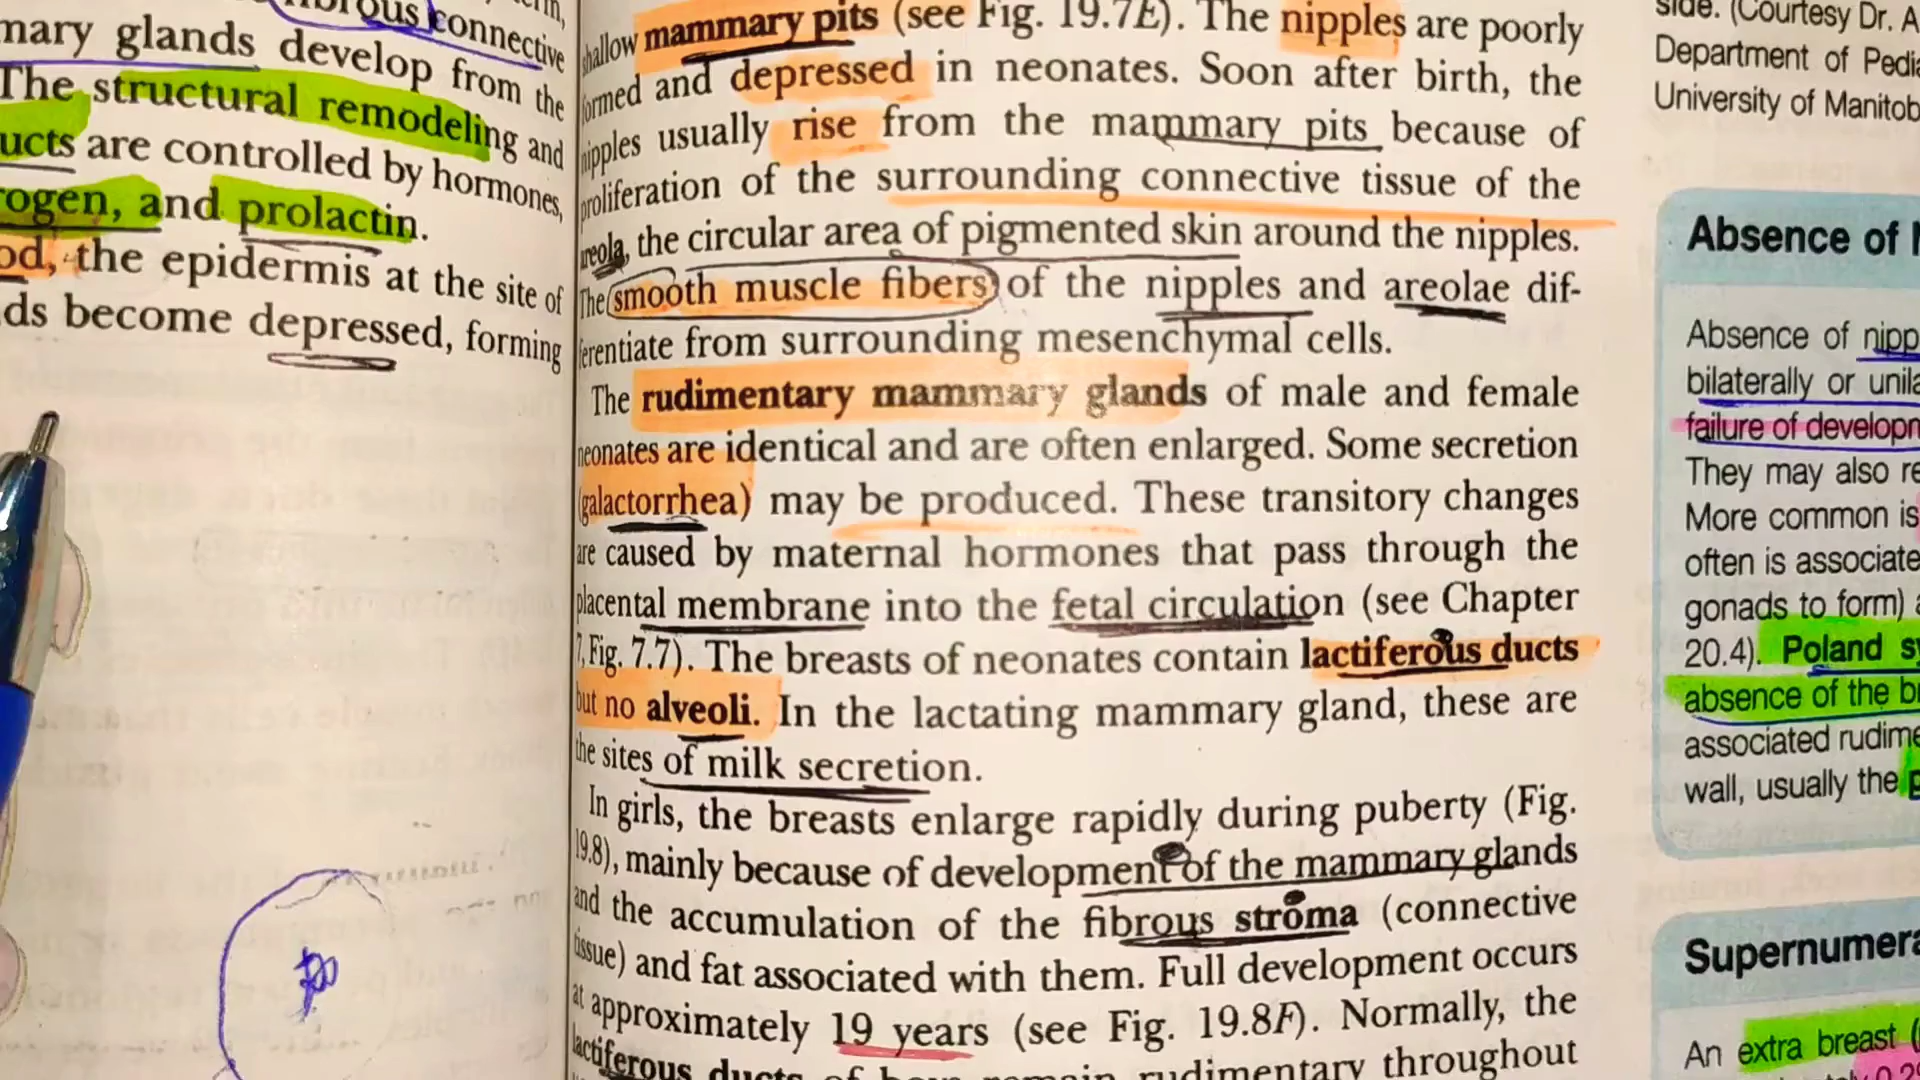 brous connective
mary glands develop from the
The structural remodeling and
ucts are controlled by hormones,
rogen, and prolactin.
od, the epidermis at the site of
ds become depressed, forming
shallow mammary pits (see Fig. 19.7E). The nipples are poorly
formed and depressed in neonates. Soon after birth, the
nipples usually rise from the mammary pits because of
proliferation of the surrounding connective tissue of the
areola, the circular area of pigmented skin around the nipples.
The smooth muscle fibers of the nipples and areolae dif-
ferentiate from surrounding mesenchymal cells.
The rudimentary mammary glands of male and female
neonates are identical and are often enlarged. Some secretion
(galactorrhea) may be produced. These transitory changes
are caused by maternal hormones that pass through the
placental membrane into the fetal circulation (see Chapter
7, Fig. 7.7). The breasts of neonates contain lactiferous ducts
but no alveoli. In the lactating mammary gland, these are
the sites of milk secretion.
In girls, the breasts enlarge rapidly during puberty (Fig.
19.8), mainly because of development of the mammary glands
and the accumulation of the fibrous stroma (connective
tissue) and fat associated with them. Full development occurs
at approximately 19 years (see Fig. 19.8F). Normally, the
lactiferous ducts of boys remain rudimentary throughout
side. (Courtesy Dr. A
Department of Pedia
University of Manitob
Absence of
Absence of nipp
bilaterally or unila
failure of developn
They may also re
More common is
often is associate
gonads to form) a
20.4). Poland sy
absence of the br
associated rudime
wall, usually the p
Supernumera
An extra breast (